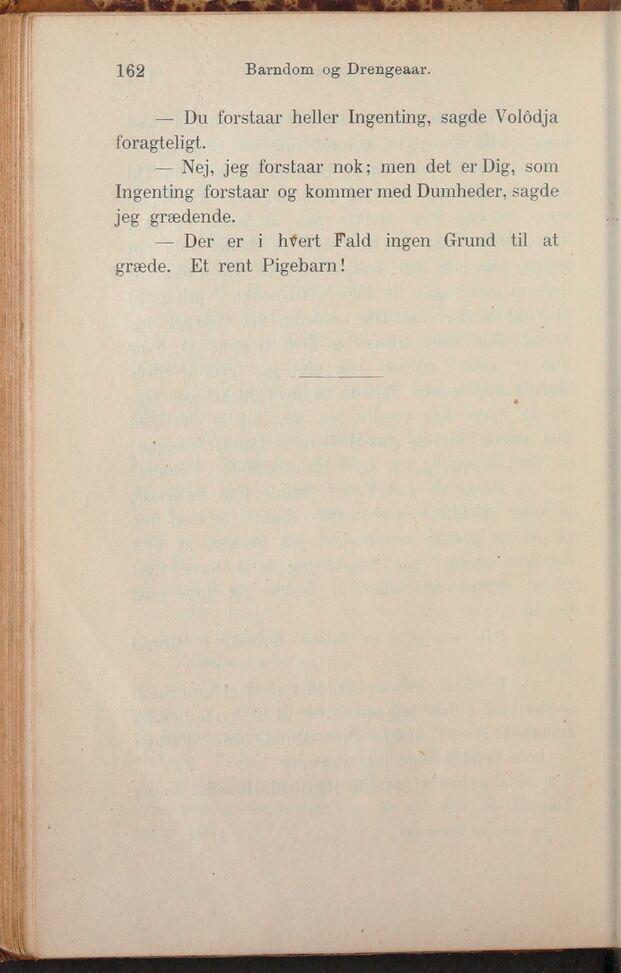 162 Barndom og Drengeaar.
— Du forstaar heller Ingenting, sagde Volôdja
foragteligt.
— Nej, jeg forstaar nok; men det er Dig, som
Ingenting forstaar og kommer med Dumheder, sagde
jeg grædende.
— Der er i hvert Fald ingen Grund til at
græde. Et rent Pigebarn!